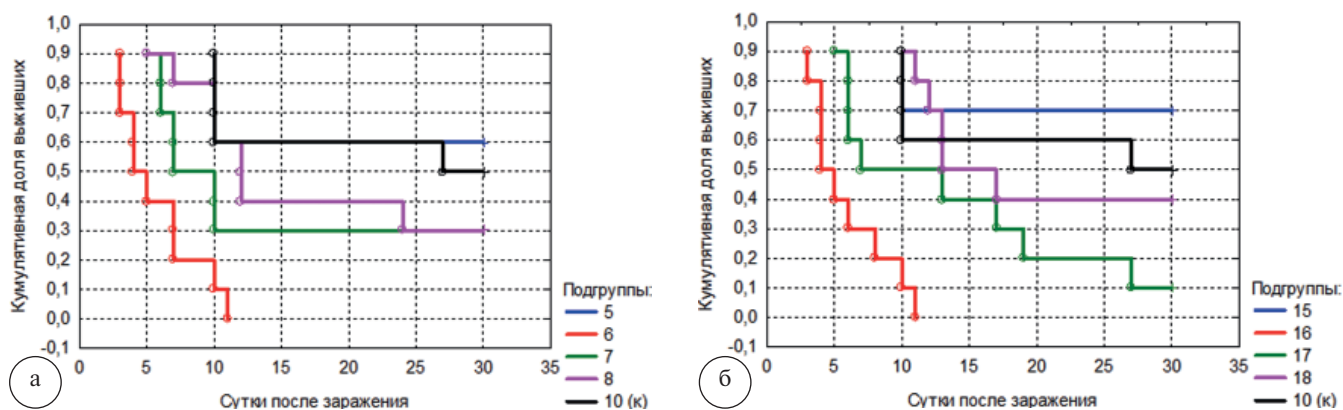 Кумулятивная доля выживших
1,0
0,9
0,8
0,7
0,6
0,5
0,4
0,3
0,2
0,1
0,0
-0,1
0 5 10 15 20 25 30 35
Сутки после заражения
Подгруппы:
5
6
7
8
10 (к)
а
Кумулятивная доля выживших
1,0
0,9
0,8
0,7
0,6
0,5
0,4
0,3
0,2
0,1
0,0
-0,1
0 5 10 15 20 25 30 35
Сутки после заражения
Подгруппы:
15
16
17
18
10 (к)
б